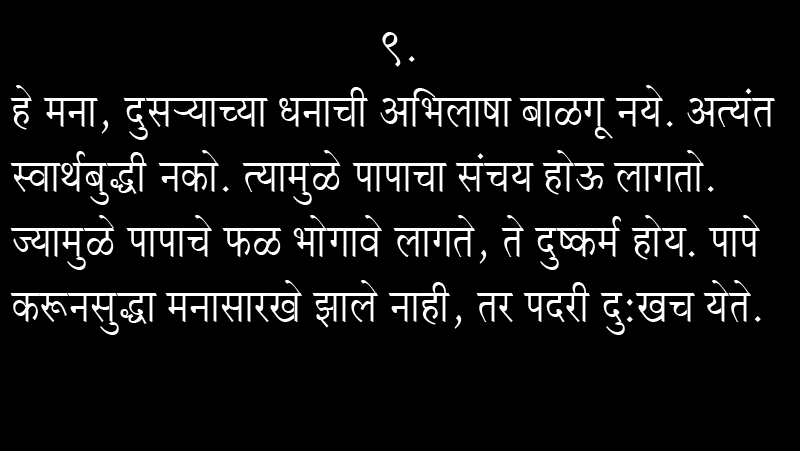 ९.
हे मना, दुसऱ्याच्या धनाची अभिलाषा बाळगू नये. अत्यंत
स्वार्थबुद्धी नको. त्यामुळे पापाचा संचय होऊ लागतो.
ज्यामुळे पापाचे फळ भोगावे लागते, ते दुष्कर्म होय. पापे
करूनसुद्धा मनासारखे झाले नाही, तर पदरी दुःखच येते.